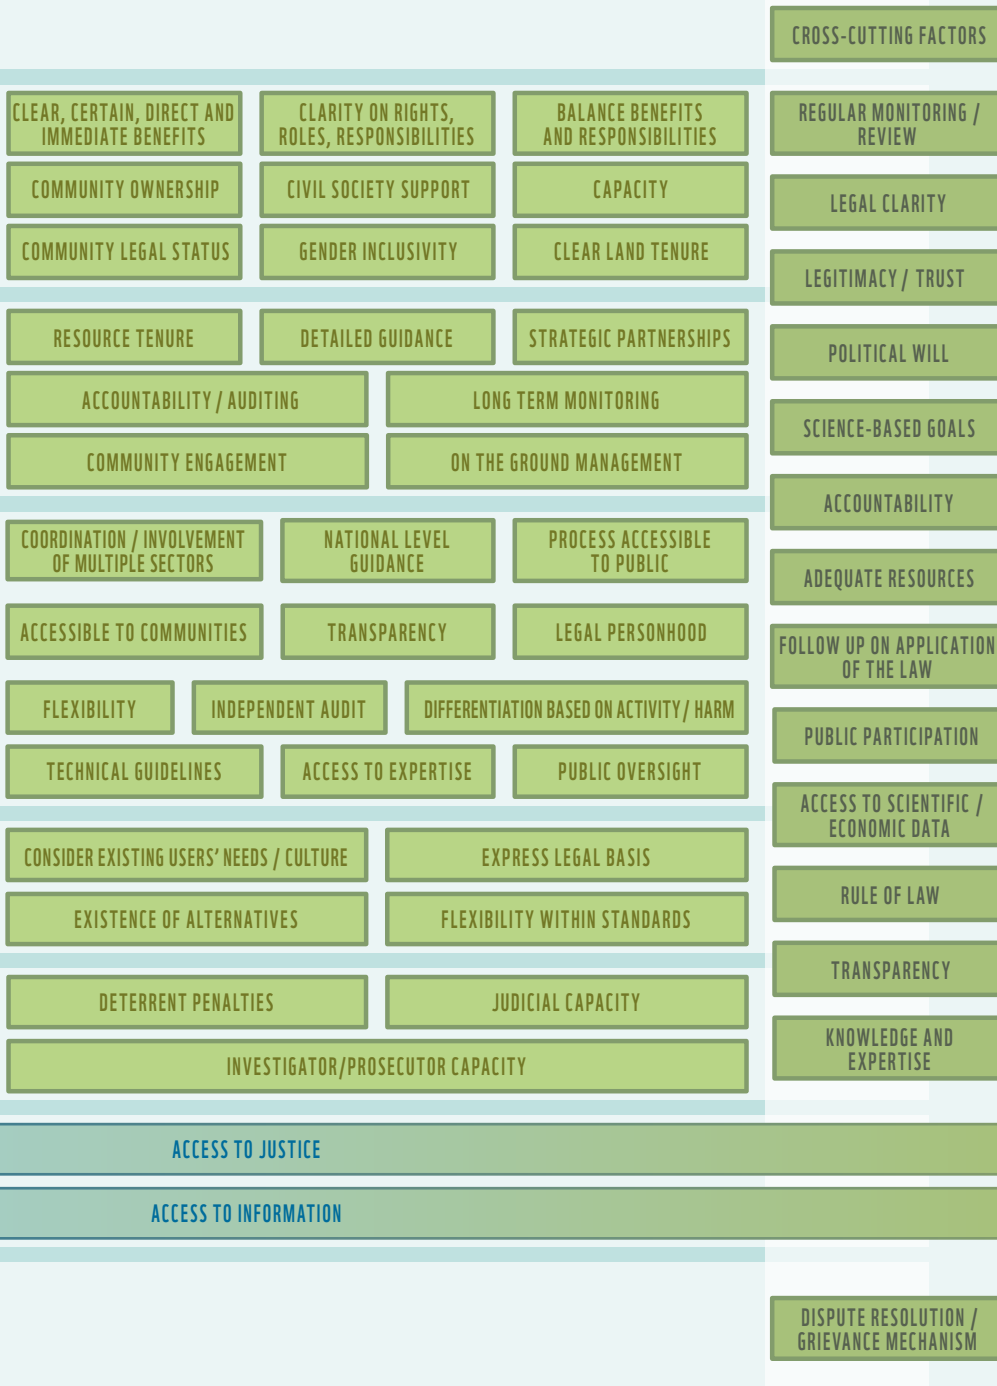 CROSS-CUTTING FACTORS
CLEAR, CERTAIN, DIRECT AND
IMMEDIATE BENEFITS
CLARITY ON RIGHTS,
ROLES, RESPONSIBILITIES
BALANCE BENEFITS
AND RESPONSIBILITIES
COMMUNITY OWNERSHIP
CIVIL SOCIETY SUPPORT
CAPACITY
COMMUNITY LEGAL STATUS
GENDER INCLUSIVITY
CLEAR LAND TENURE
RESOURCE TENURE
DETAILED GUIDANCE
STRATEGIC PARTNERSHIPS
ACCOUNTABILITY / AUDITING
LONG TERM MONITORING
COMMUNITY ENGAGEMENT
ON THE GROUND MANAGEMENT
COORDINATION / INVOLVEMENT
OF MULTIPLE SECTORS
NATIONAL LEVEL
GUIDANCE
PROCESS ACCESSIBLE
TO PUBLIC
ACCESSIBLE TO COMMUNITIES
TRANSPARENCY
LEGAL PERSONHOOD
FLEXIBILITY
INDEPENDENT AUDIT
DIFFERENTIATION BASED ON ACTIVITY / HARM
TECHNICAL GUIDELINES
ACCESS TO EXPERTISE
PUBLIC OVERSIGHT
CONSIDER EXISTING USERS' NEEDS / CULTURE
EXPRESS LEGAL BASIS
EXISTENCE OF ALTERNATIVES
FLEXIBILITY WITHIN STANDARDS
DETERRENT PENALTIES
JUDICIAL CAPACITY
INVESTIGATOR/PROSECUTOR CAPACITY
REGULAR MONITORING /
REVIEW
LEGAL CLARITY
LEGITIMACY / TRUST
POLITICAL WILL
SCIENCE-BASED GOALS
ACCOUNTABILITY
ADEQUATE RESOURCES
FOLLOW UP ON APPLICATION
OF THE LAW
PUBLIC PARTICIPATION
ACCESS TO SCIENTIFIC /
ECONOMIC DATA
RULE OF LAW
TRANSPARENCY
KNOWLEDGE AND
EXPERTISE
ACCESS TO JUSTICE
ACCESS TO INFORMATION
DISPUTE RESOLUTION /
GRIEVANCE MECHANISM